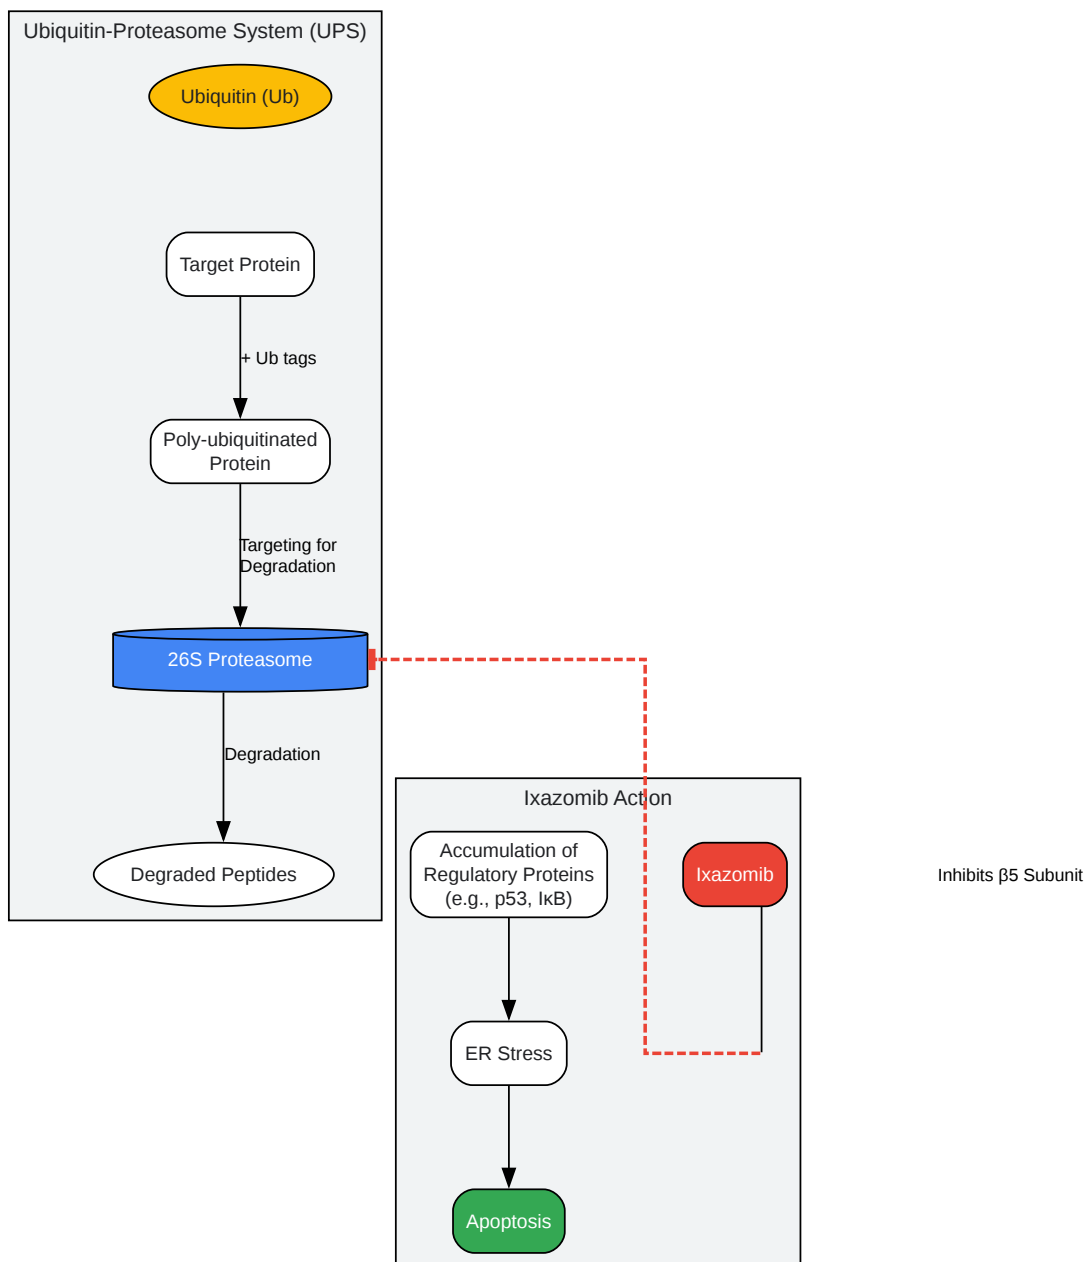 Ubiquitin-Proteasome System (UPS)
Ubiquitin (Ub)
Target Protein
+ Ub tags
Poly-ubiquitinated
Protein
Targeting for
Degradation
26S Proteasome
Degradation
Degraded Peptides
Ixazomib Action
Accumulation of
Regulatory Proteins
(e.g., p53, IκB)
Ixazomib
Inhibits β5 Subunit
ER Stress
Apoptosis